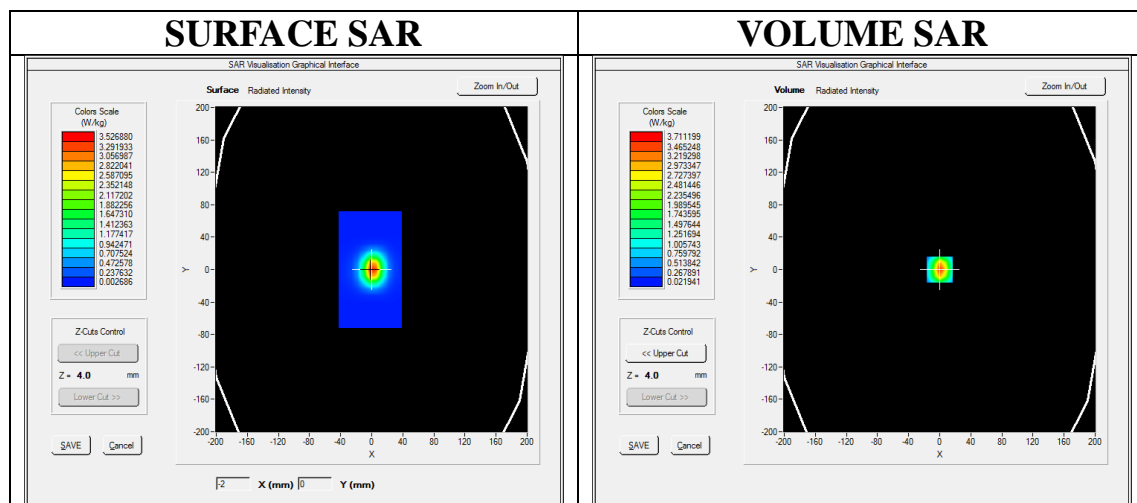 SURFACE SAR
SAR Visualisation Graphical Interface
Surface Radiated Intensity
Zoom In/Out
Colors Scale
(W/kg)
3.526880
3.291933
3.056987
2.822041
2.587095
2.352148
2.117202
1.882256
1.647310
1.412363
1.177417
0.942471
0.707524
0.472578
0.237632
0.002686
200
160
120
80
40
0
-40
-80
-120
-160
-200
Y
-200 -160 -120 -80 -40 0 40 80 120 160 200
X
Z-Cuts Control
<< Upper Cut
Z = 4.0 mm
Lower Cut >>
SAVE Cancel
-2 X (mm) 0 Y (mm)
VOLUME SAR
SAR Visualisation Graphical Interface
Volume Radiated Intensity
Zoom In/Out
Colors Scale
(W/kg)
3.711199
3.465248
3.219298
2.973347
2.727397
2.481446
2.235496
1.989545
1.743595
1.497644
1.251694
1.005743
0.759792
0.513842
0.267891
0.021941
200
160
120
80
40
0
-40
-80
-120
-160
-200
Y
-200 -160 -120 -80 -40 0 40 80 120 160 200
X
Z-Cuts Control
<< Upper Cut
Z = 4.0 mm
Lower Cut >>
SAVE Cancel